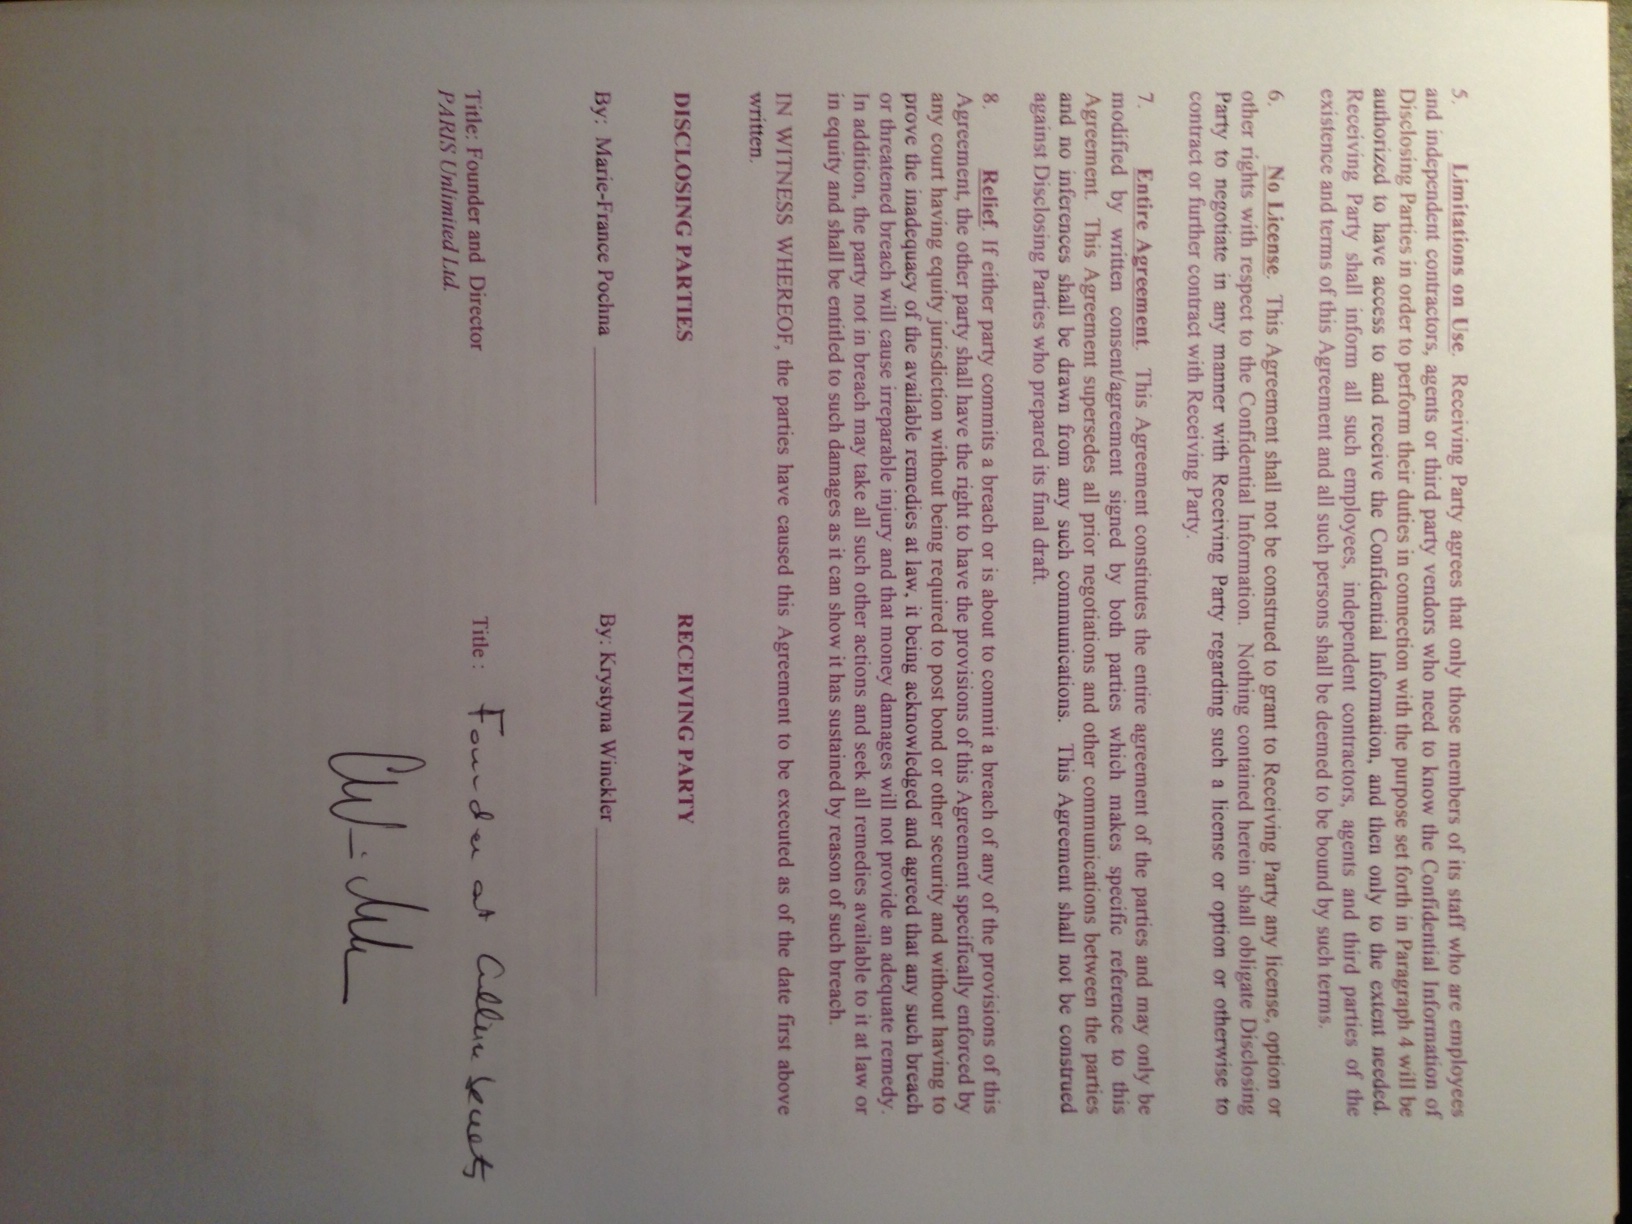 5. Limitations on Use. Receiving Party agrees that only those members of its staff who are employees
and independent contractors, agents or third party vendors who need to know the Confidential Information of
Disclosing Parties in order to perform their duties in connection with the purpose set forth in Paragraph 4 will be
authorized to have access to and receive the Confidential Information, and then only to the extent needed.
Receiving Party shall inform all such employees, independent contractors, agents and third parties of the
existence and terms of this Agreement and all such persons shall be deemed to be bound by such terms.
6. No License. This Agreement shall not be construed to grant to Receiving Party any license, option or
other rights with respect to the Confidential Information. Nothing contained herein shall obligate Disclosing
Party to negotiate in any manner with Receiving Party regarding such a license or option or otherwise to
contract or further contract with Receiving Party.
7. Entire Agreement. This Agreement constitutes the entire agreement of the parties and may only be
modified by written consent/agreement signed by both parties which makes specific reference to this
Agreement. This Agreement supersedes all prior negotiations and other communications between the parties
and no inferences shall be drawn from any such communications. This Agreement shall not be construed
against Disclosing Parties who prepared its final draft.
8. Relief. If either party commits a breach or is about to commit a breach of any of the provisions of this
Agreement, the other party shall have the right to have the provisions of this Agreement specifically enforced by
any court having equity jurisdiction without being required to post bond or other security and without having to
prove the inadequacy of the available remedies at law, it being acknowledged and agreed that any such breach
or threatened breach will cause irreparable injury and that money damages will not provide an adequate remedy.
In addition, the party not in breach may take all such other actions and seek all remedies available to it at law or
in equity and shall be entitled to such damages as it can show it has sustained by reason of such breach.
IN WITNESS WHEREOF, the parties have caused this Agreement to be executed as of the date first above
written.
DISCLOSING PARTIES RECEIVING PARTY
By: Marie-France Pochna By: Krystyna Winckler
Title: Founder and Director Title : Founder at Cellure Secrets
PARIS Unlimited Ltd.